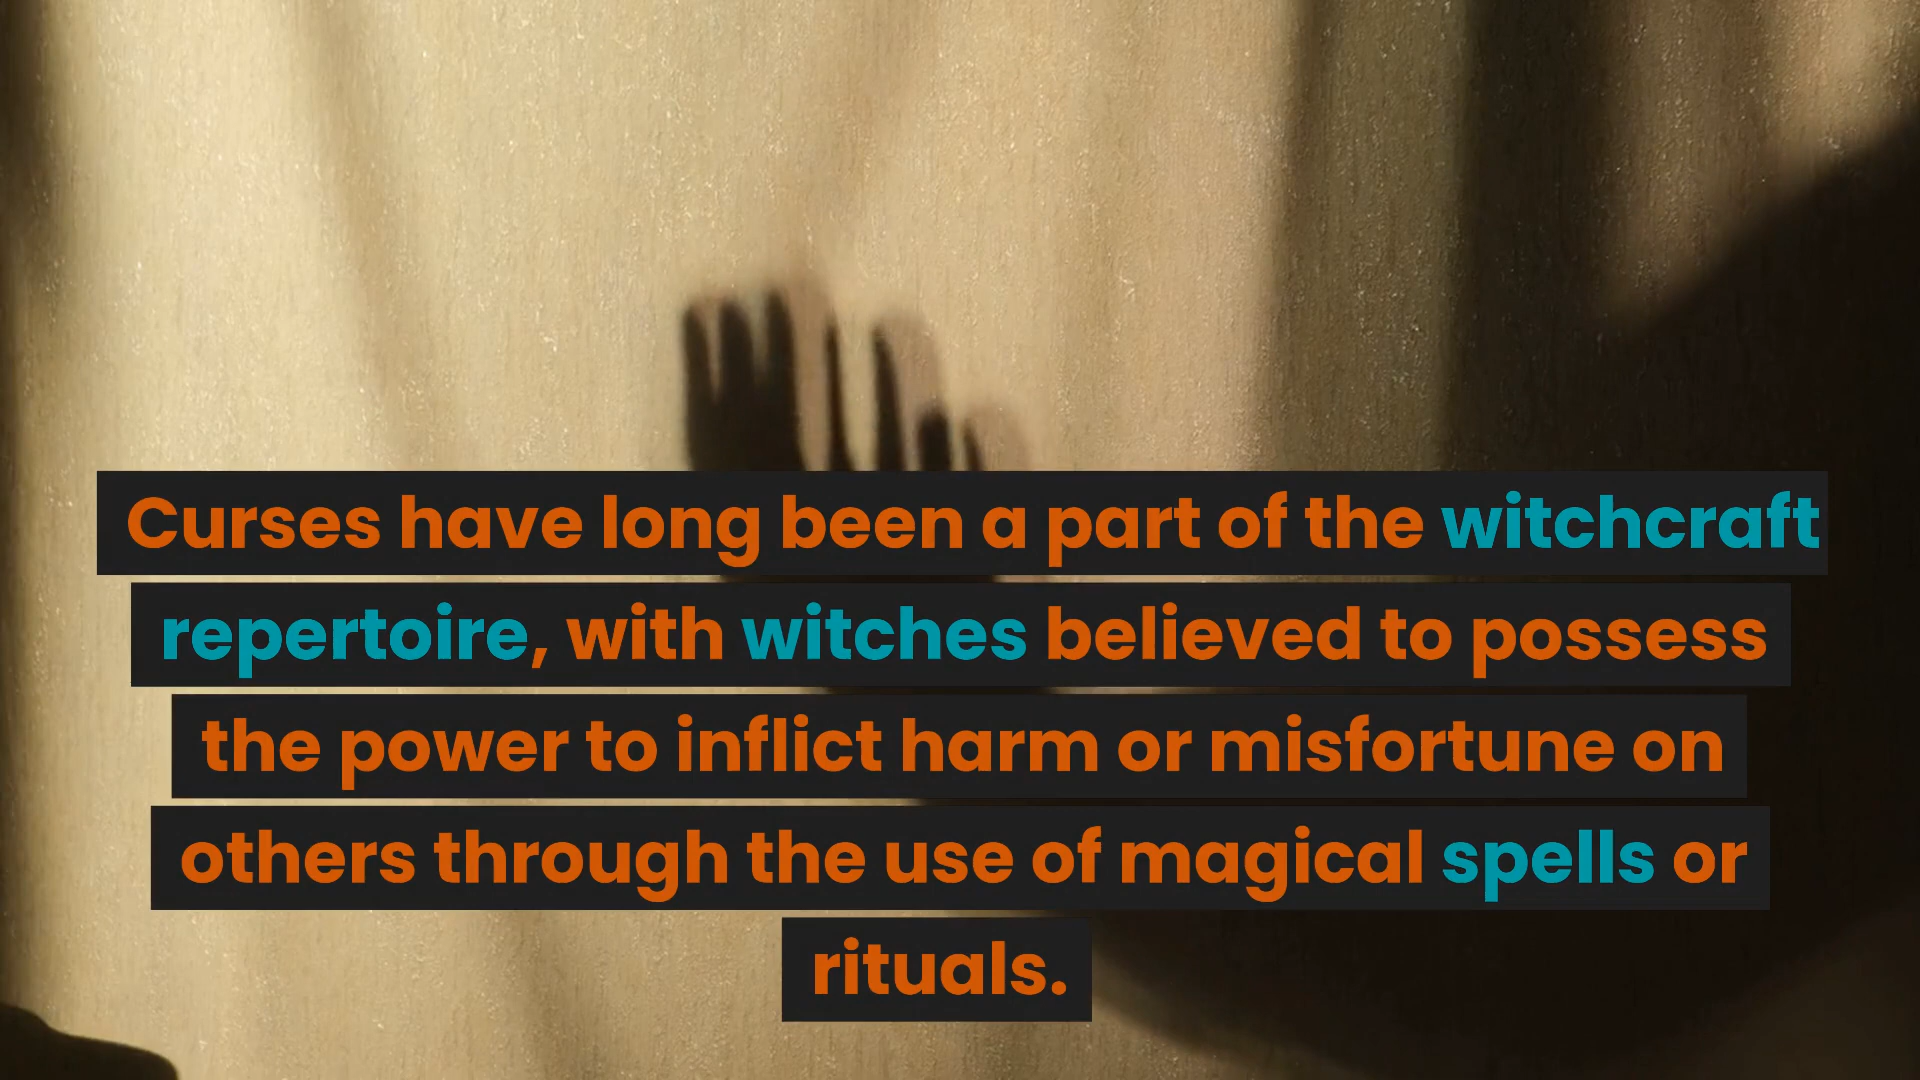 Curses have long been a part of the witchcraft
repertoire, with witches believed to possess
the power to inflict harm or misfortune on
others through the use of magical spells or
rituals.